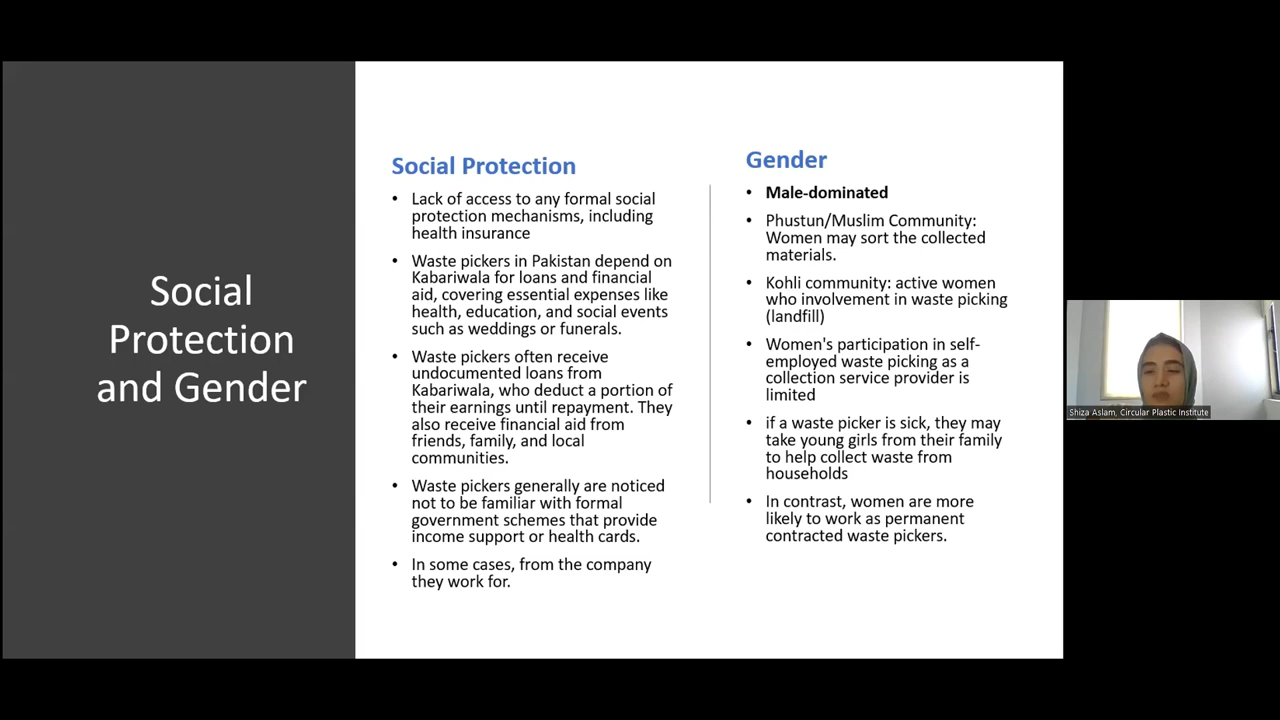 Social
Protection
and Gender
Social Protection
• Lack of access to any formal social
protection mechanisms, including
health insurance
• Waste pickers in Pakistan depend on
Kabariwala for loans and financial
aid, covering essential expenses like
health, education, and social events
such as weddings or funerals.
• Waste pickers often receive
undocumented loans from
Kabariwala, who deduct a portion of
their earnings until repayment. They
also receive financial aid from
friends, family, and local
communities.
• Waste pickers generally are noticed
not to be familiar with formal
government schemes that provide
income support or health cards.
• In some cases, from the company
they work for.
Gender
• Male-dominated
• Phustun/Muslim Community:
Women may sort the collected
materials.
• Kohli community: active women
who involvement in waste picking
(landfill)
• Women's participation in self-
employed waste picking as a
collection service provider is
limited
• if a waste picker is sick, they may
take young girls from their family
to help collect waste from
households
• In contrast, women are more
likely to work as permanent
contracted waste pickers.
Shiza Aslam, Circular Plastic Institute